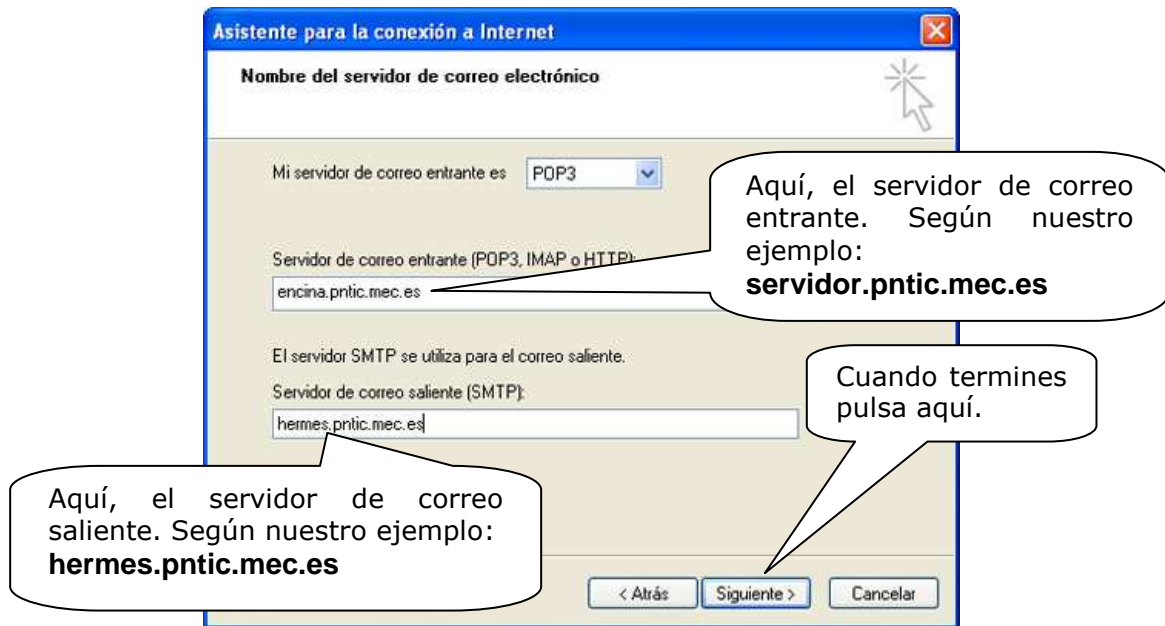 Asistente para la conexión a Internet
Nombre del servidor de correo electrónico
Mi servidor de correo entrante es POP3
Aquí, el servidor de correo
entrante. Según nuestro
ejemplo:
servidor.pntic.mec.es
Servidor de correo entrante (POP3, IMAP o HTTP):
encina.pntic.mec.es
El servidor SMTP se utiliza para el correo saliente.
Servidor de correo saliente (SMTP):
hermes.pntic.mec.es
Cuando termines
pulsa aquí.
Aquí, el servidor de correo
saliente. Según nuestro ejemplo:
hermes.pntic.mec.es
< Atrás Siguiente > Cancelar